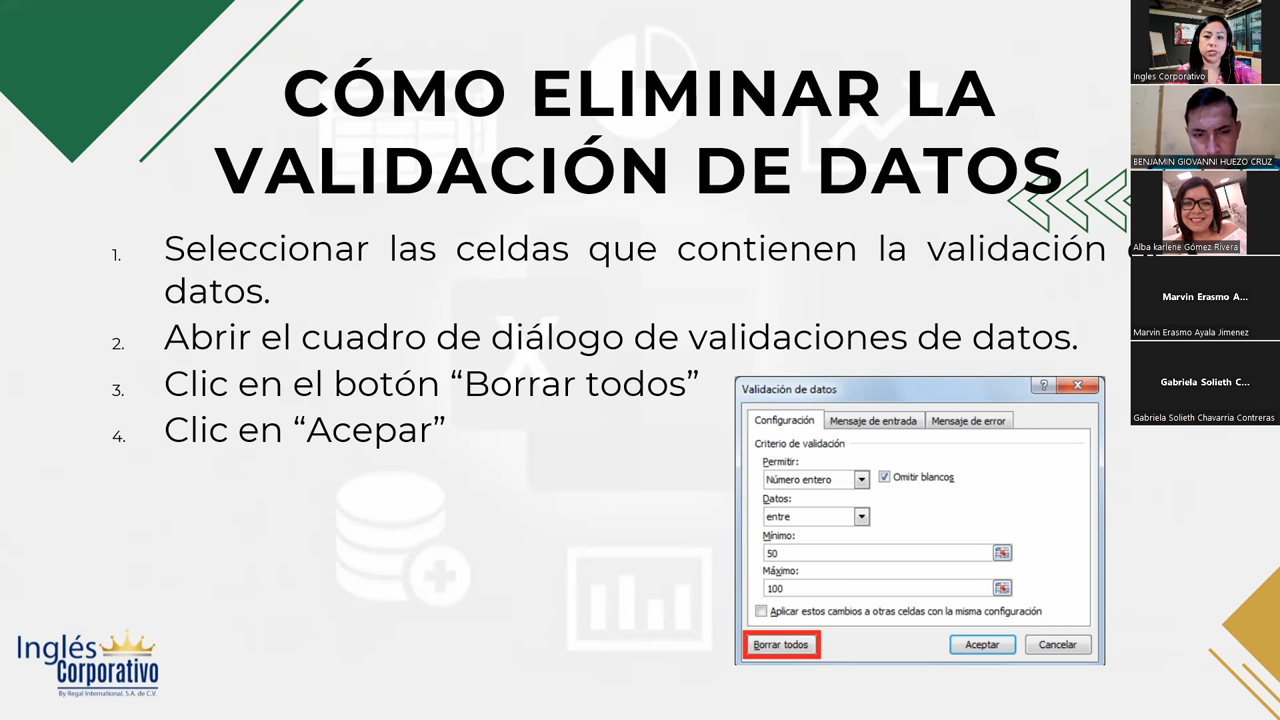 CÓMO ELIMINAR LA
VALIDACIÓN DE DATOS
1. Seleccionar las celdas que contienen la validación
datos.
2. Abrir el cuadro de diálogo de validaciones de datos.
3. Clic en el botón “Borrar todos”
4. Clic en “Acepar”
Validación de datos
Configuración
Mensaje de entrada
Mensaje de error
Criterio de validación
Permitir:
Número entero
Omitir blancos
Datos:
entre
Mínimo:
50
Máximo:
100
Aplicar estos cambios a otras celdas con la misma configuración
Borrar todos
Aceptar
Cancelar
Inglés
Corporativo
By Regal International, S.A. de C.V.
Ingles Corporativo
BENJAMIN GIOVANNI HUEZO CRUZ
Alba karlene Gómez Rivera
Marvin Erasmo A...
Marvin Erasmo Ayala Jimenez
Gabriela Solieth C...
Gabriela Solieth Chavarria Contreras